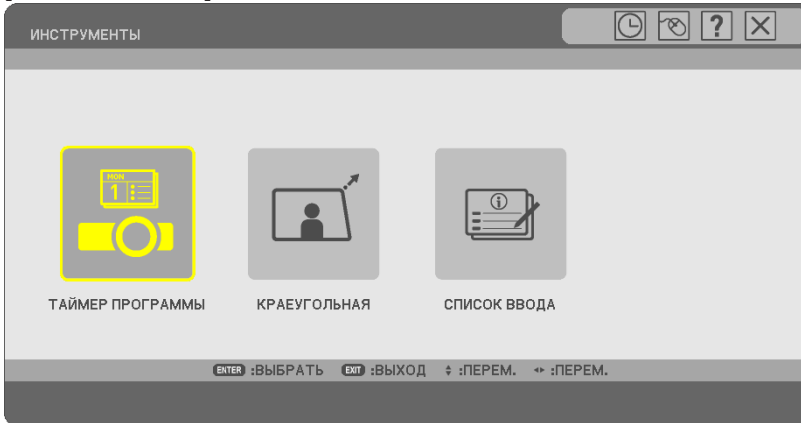 ИНСТРУМЕНТЫ
?
MON
1
ТАЙМЕР ПРОГРАММЫ
КРАЕУГОЛЬНАЯ
СПИСОК ВВОДА
ENTER :ВЫБРАТЬ EXIT :ВЫХОД :ПЕРЕМ. :ПЕРЕМ.